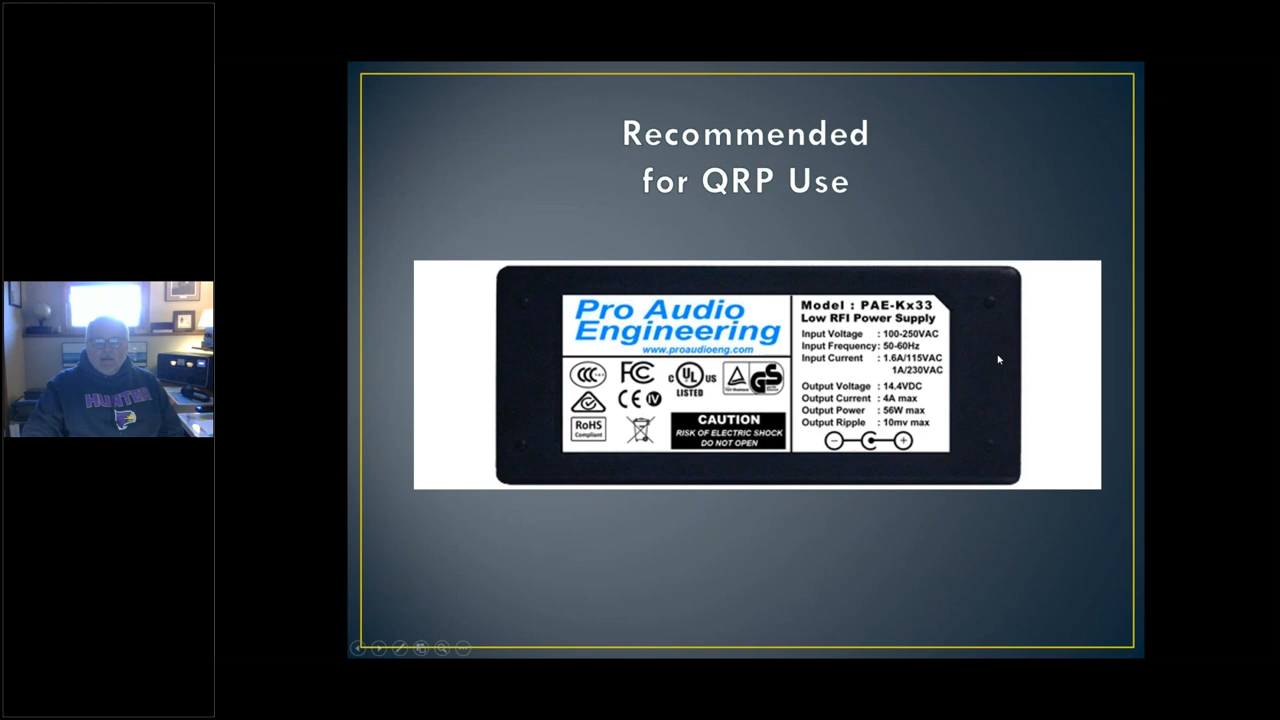 Recommended
for QRP Use
Pro Audio
Engineering
www.proaudioeng.com
FC
c UL US
LISTED
GS
CE
RoHS
Compliant
CAUTION
RISK OF ELECTRIC SHOCK
DO NOT OPEN
Model : PAE-Kx33
Low RFI Power Supply
Input Voltage : 100-250VAC
Input Frequency: 50-60Hz
Input Current : 1.6A/115VAC
1A/230VAC
Output Voltage : 14.4VDC
Output Current : 4A max
Output Power : 56W max
Output Ripple : 10mv max
HUNTER